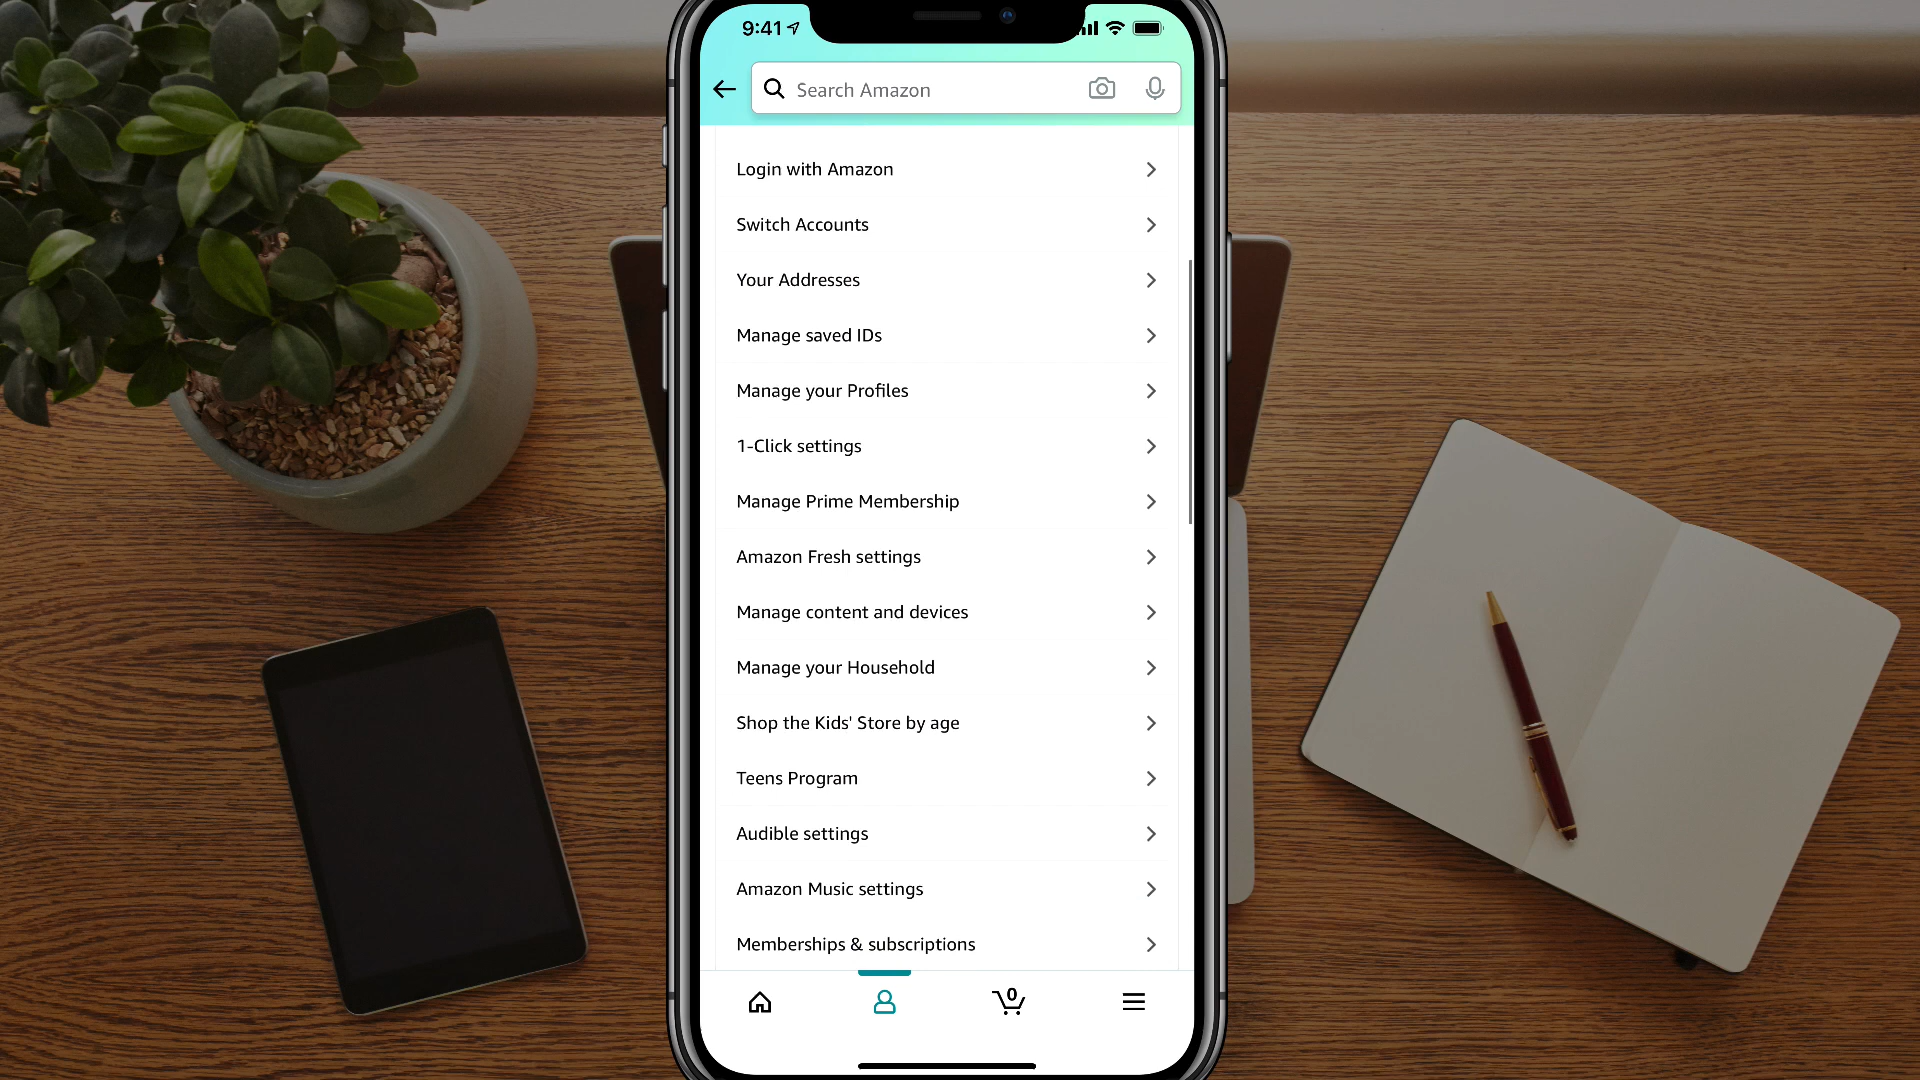 9:41
Search Amazon
Login with Amazon
Switch Accounts
Your Addresses
Manage saved IDs
Manage your Profiles
1-Click settings
Manage Prime Membership
Amazon Fresh settings
Manage content and devices
Manage your Household
Shop the Kids' Store by age
Teens Program
Audible settings
Amazon Music settings
Memberships & subscriptions
0